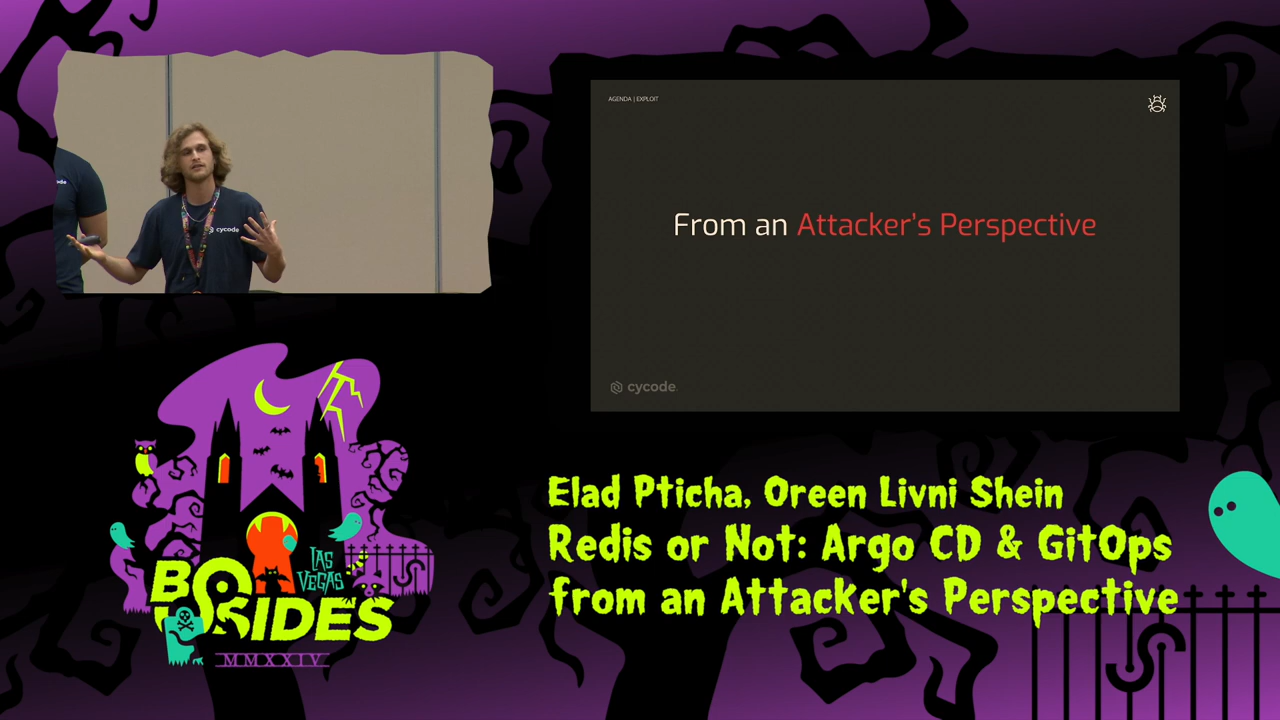 AGENDA | EXPLOIT
From an Attacker's Perspective
cycode
cycode
BSIDES
LAS VEGAS
MMXXIV
Elad Pticha, Oreen Livni Shein
Redis or Not: Argo CD & GitOps
from an Attacker's Perspective